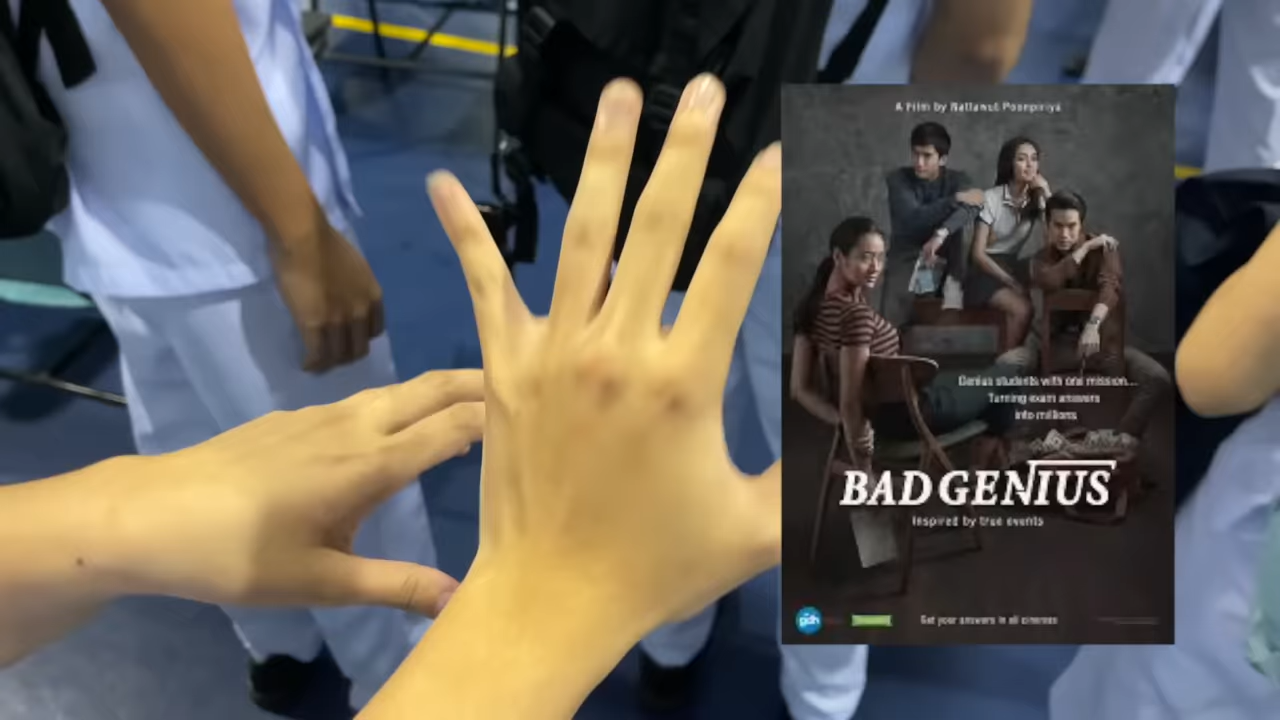 A Film by Nattawut Poonpiriya
Genius students with one mission...
Turning exam answers
into millions
BAD GENIUS
Inspired by true events
gdh
Get your answers in all cinemas